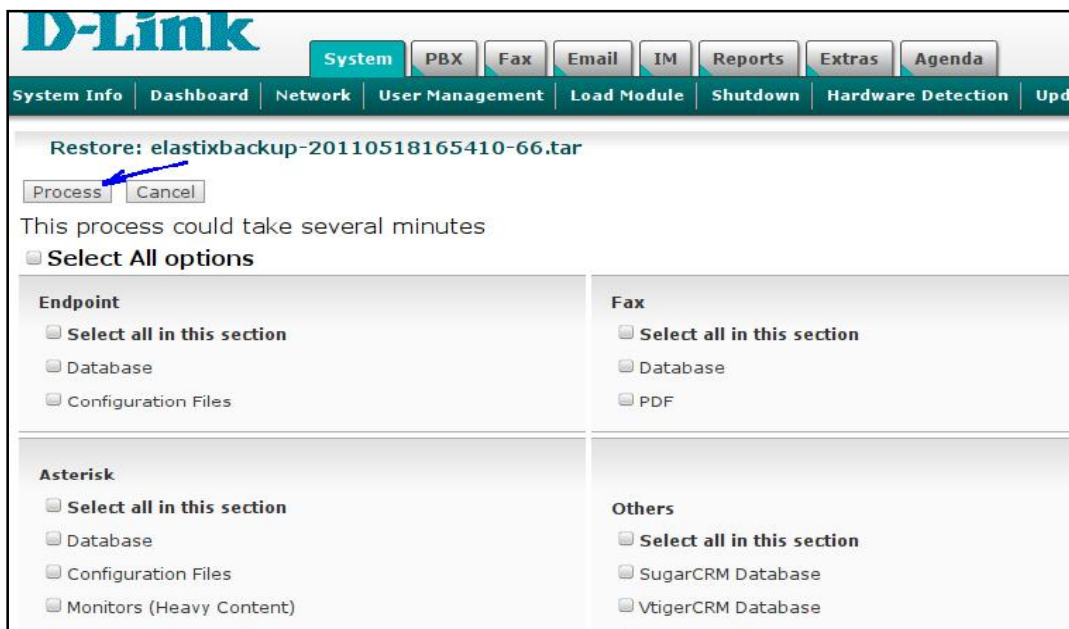 D-Link
System PBX Fax Email IM Reports Extras Agenda
System Info Dashboard Network User Management Load Module Shutdown Hardware Detection Upd
Restore: elastixbackup-20110518165410-66.tar
Process Cancel
This process could take several minutes
Select All options
Endpoint
Select all in this section
Database
Configuration Files
Fax
Select all in this section
Database
PDF
Asterisk
Select all in this section
Database
Configuration Files
Monitors (Heavy Content)
Others
Select all in this section
SugarCRM Database
VtigerCRM Database